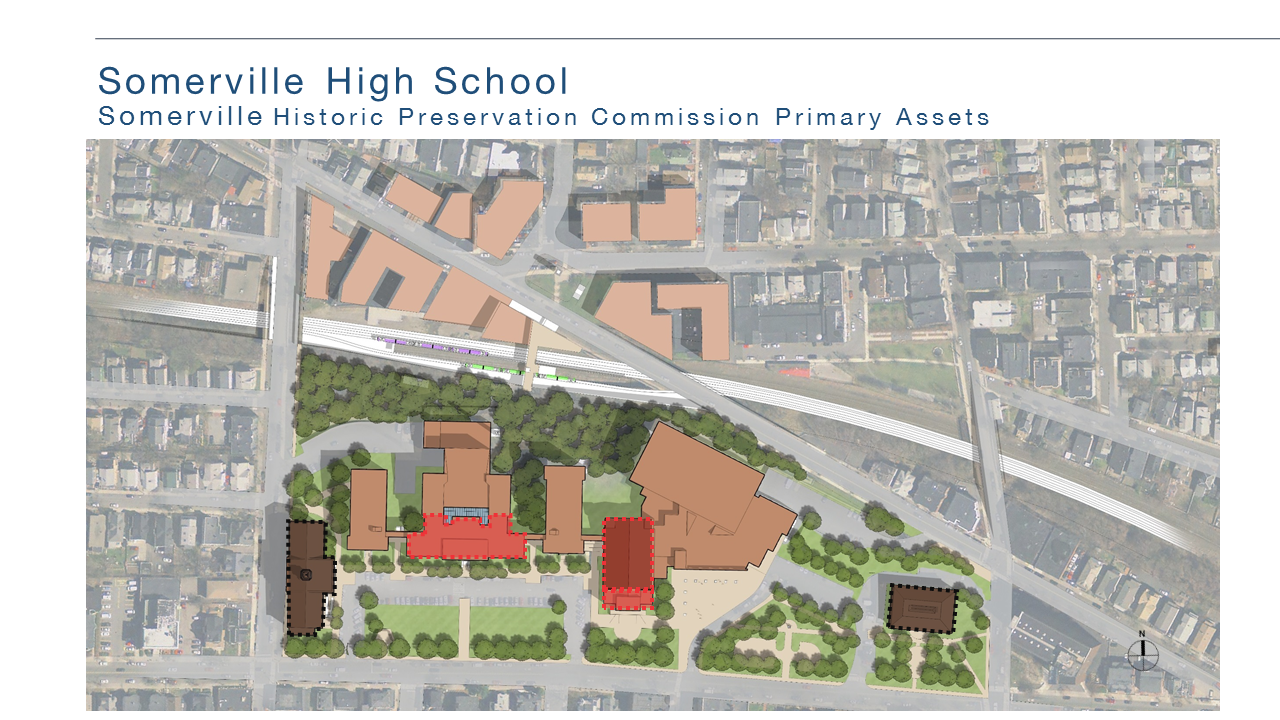 Somerville High School
Somerville Historic Preservation Commission Primary Assets
N